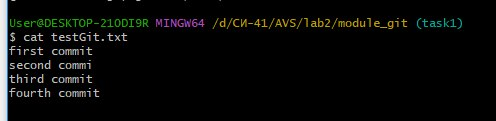 User@DESKTOP-21ODI9R MINGW64 /d/СИ-41/AVS/lab2/module_git (task1)
$ cat testGit.txt
first commit
second commi
third commit
fourth commit